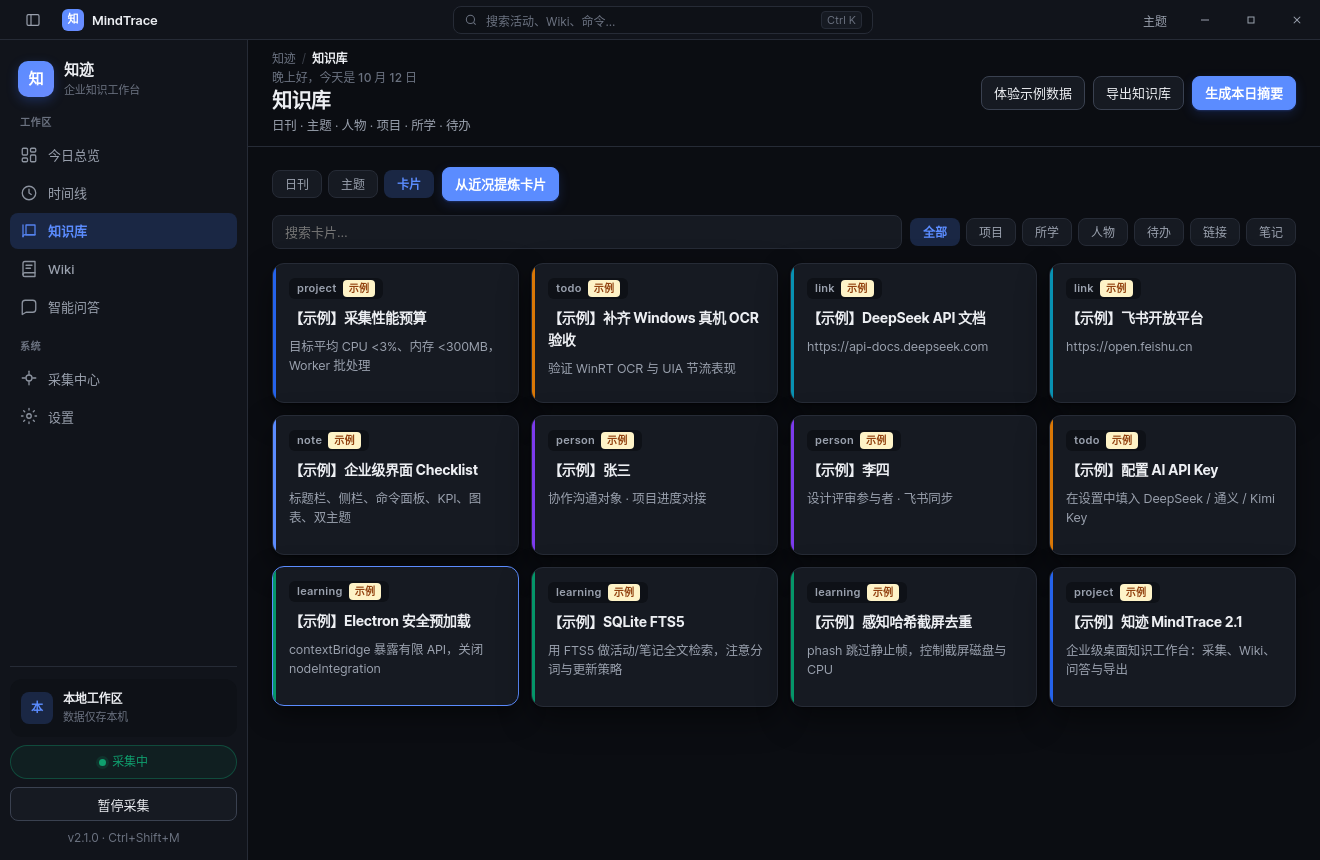 知 MindTrace
搜索活动、Wiki、命令... Ctrl K
主题
知
知迹
企业知识工作台
工作区
今日总览
时间线
知识库
Wiki
智能问答
系统
采集中心
设置
本
本地工作区
数据仅存本机
采集中
暂停采集
v2.1.0 · Ctrl+Shift+M
知迹 / 知识库
晚上好，今天是 10 月 12 日
知识库
日刊 · 主题 · 人物 · 项目 · 所学 · 待办
体验示例数据 导出知识库 生成本日摘要
日刊 主题 卡片 从近况提炼卡片
搜索卡片...
全部 项目 所学 人物 待办 链接 笔记
project 示例
【示例】采集性能预算
目标平均 CPU <3%、内存 <300MB，
Worker 批处理
todo 示例
【示例】补齐 Windows 真机 OCR
验收
验证 WinRT OCR 与 UIA 节流表现
link 示例
【示例】DeepSeek API 文档
https://api-docs.deepseek.com
link 示例
【示例】飞书开放平台
https://open.feishu.cn
note 示例
【示例】企业级界面 Checklist
标题栏、侧栏、命令面板、KPI、图
表、双主题
person 示例
【示例】张三
协作沟通对象 · 项目进度对接
person 示例
【示例】李四
设计评审参与者 · 飞书同步
todo 示例
【示例】配置 AI API Key
在设置中填入 DeepSeek / 通义 / Kimi
Key
learning 示例
【示例】Electron 安全预加载
contextBridge 暴露有限 API，关闭
nodeIntegration
learning 示例
【示例】SQLite FTS5
用 FTS5 做活动/笔记全文检索，注意分
词与更新策略
learning 示例
【示例】感知哈希截屏去重
phash 跳过静止帧，控制截屏磁盘与
CPU
project 示例
【示例】知迹 MindTrace 2.1
企业级桌面知识工作台：采集、Wiki、
问答与导出